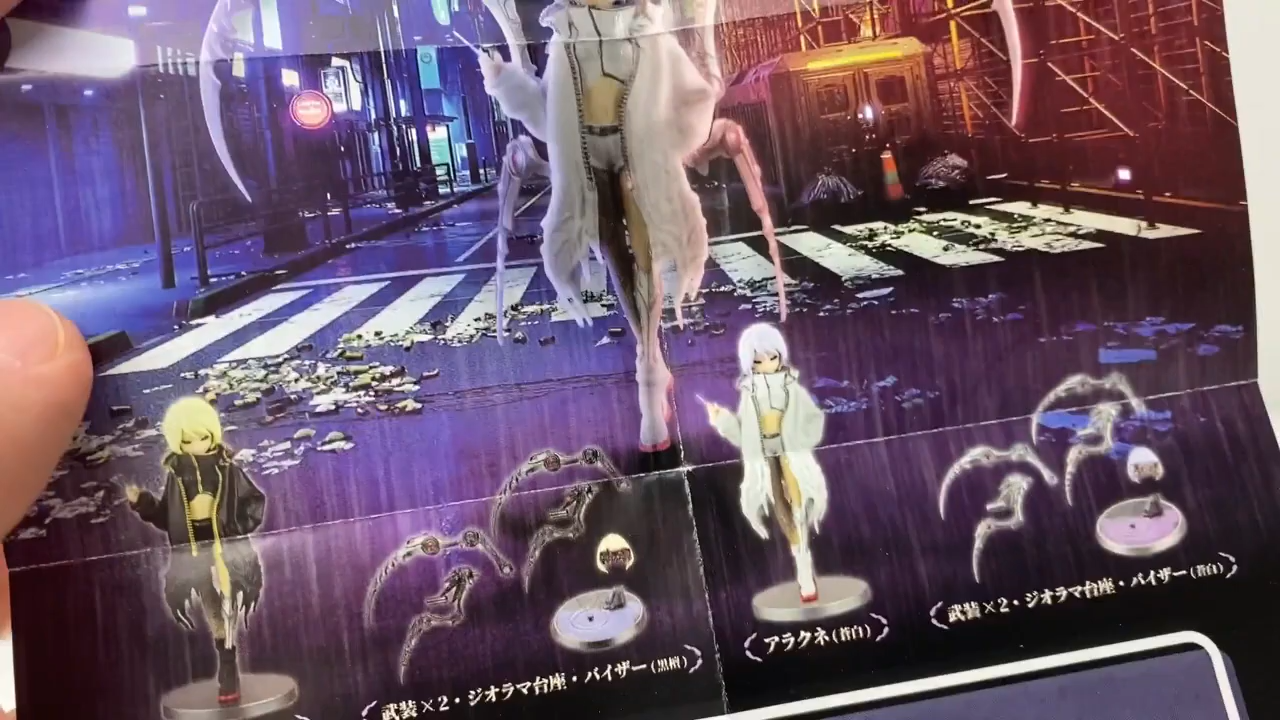 武装×2・ジオラマ台座・バイザー(蒼白)
アラクネ(蒼白)
武装×2・ジオラマ台座・バイザー(黒檀)